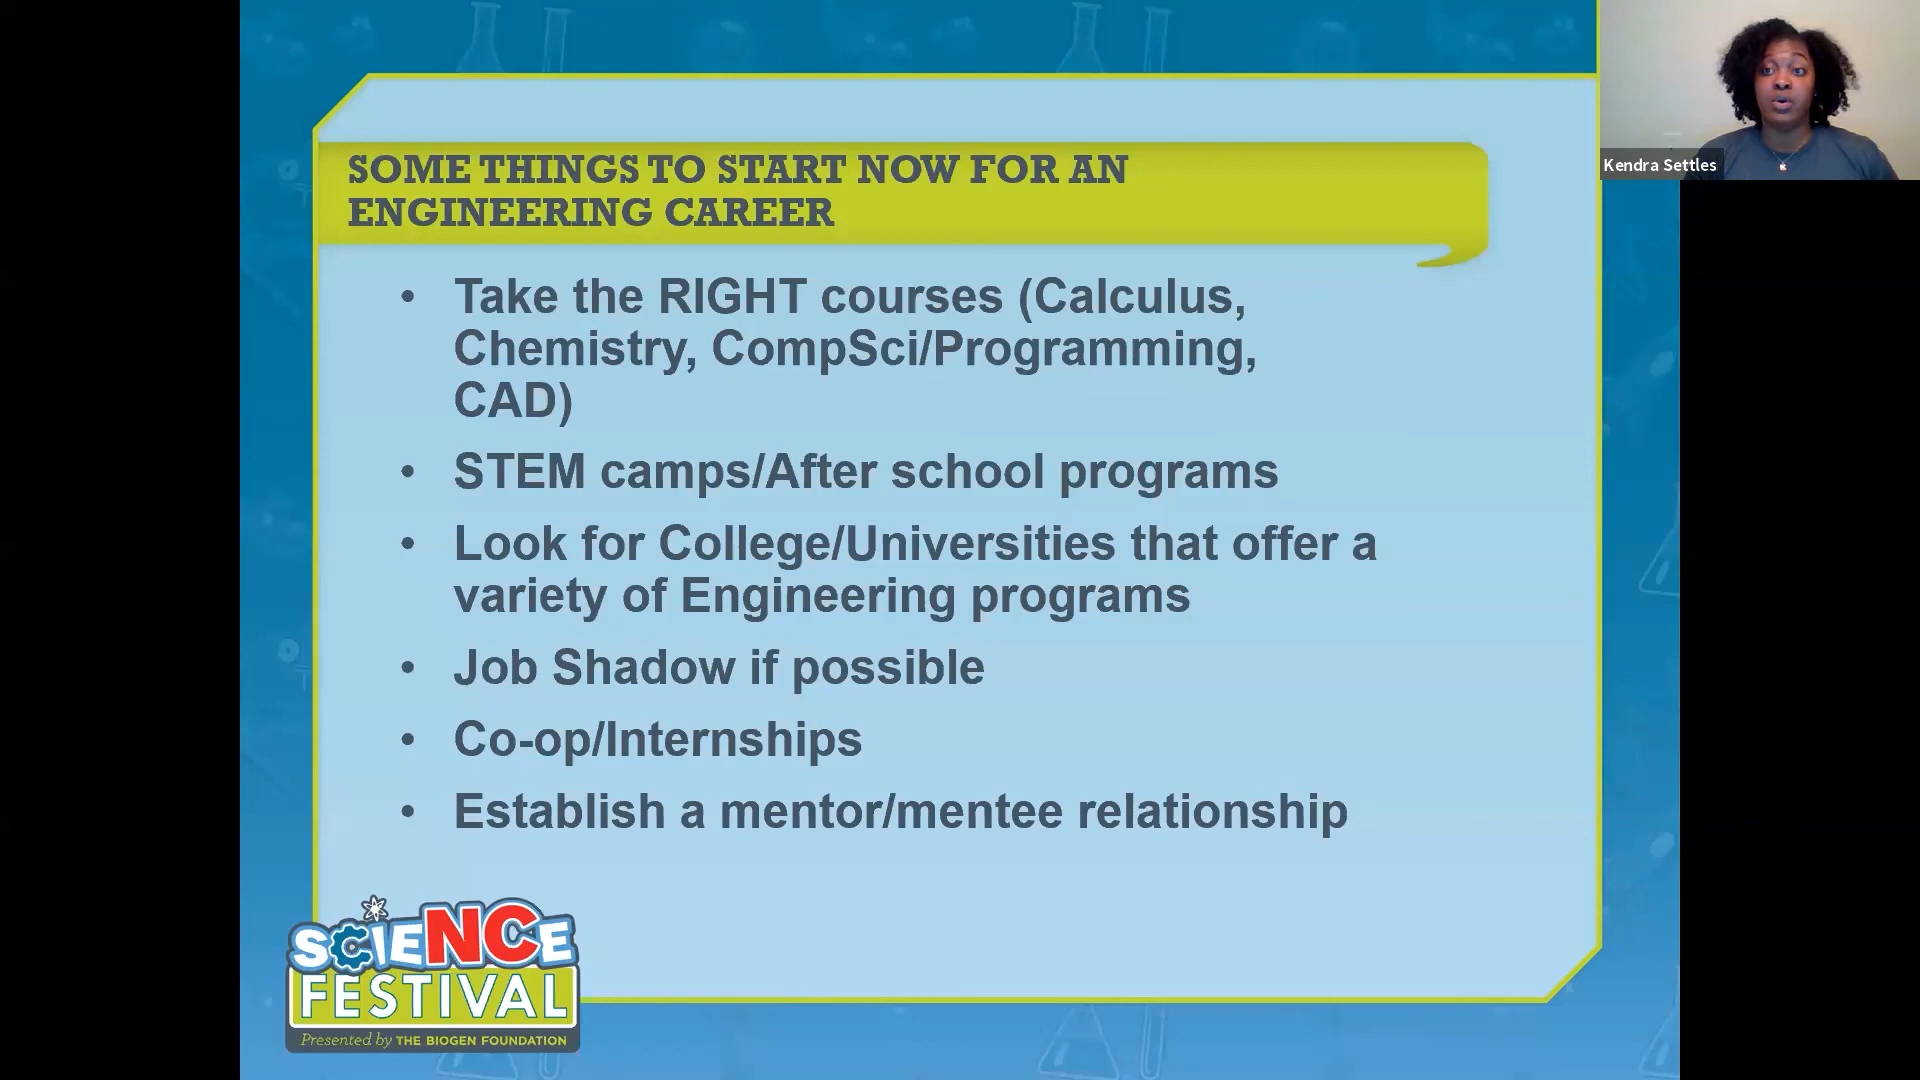 SOME THINGS TO START NOW FOR AN
ENGINEERING CAREER
• Take the RIGHT courses (Calculus,
Chemistry, CompSci/Programming,
CAD)
• STEM camps/After school programs
• Look for College/Universities that offer a
variety of Engineering programs
• Job Shadow if possible
• Co-op/Internships
• Establish a mentor/mentee relationship
SCIENCE
FESTIVAL
Presented by THE BIOGEN FOUNDATION
Kendra Settles